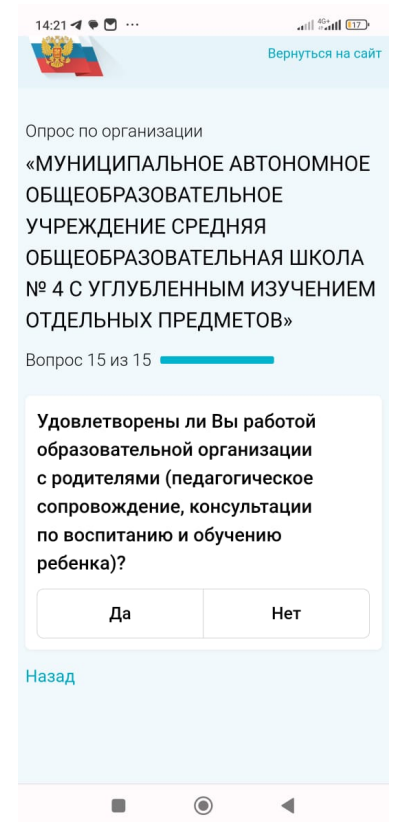 14:21 ··· 4G+ 17
Вернуться на сайт
Опрос по организации
«МУНИЦИПАЛЬНОЕ АВТОНОМНОЕ
ОБЩЕОБРАЗОВАТЕЛЬНОЕ
УЧРЕЖДЕНИЕ СРЕДНЯЯ
ОБЩЕОБРАЗОВАТЕЛЬНАЯ ШКОЛА
№ 4 С УГЛУБЛЕННЫМ ИЗУЧЕНИЕМ
ОТДЕЛЬНЫХ ПРЕДМЕТОВ»
Вопрос 15 из 15
Удовлетворены ли Вы работой
образовательной организации
с родителями (педагогическое
сопровождение, консультации
по воспитанию и обучению
ребенка)?
Да Нет
Назад